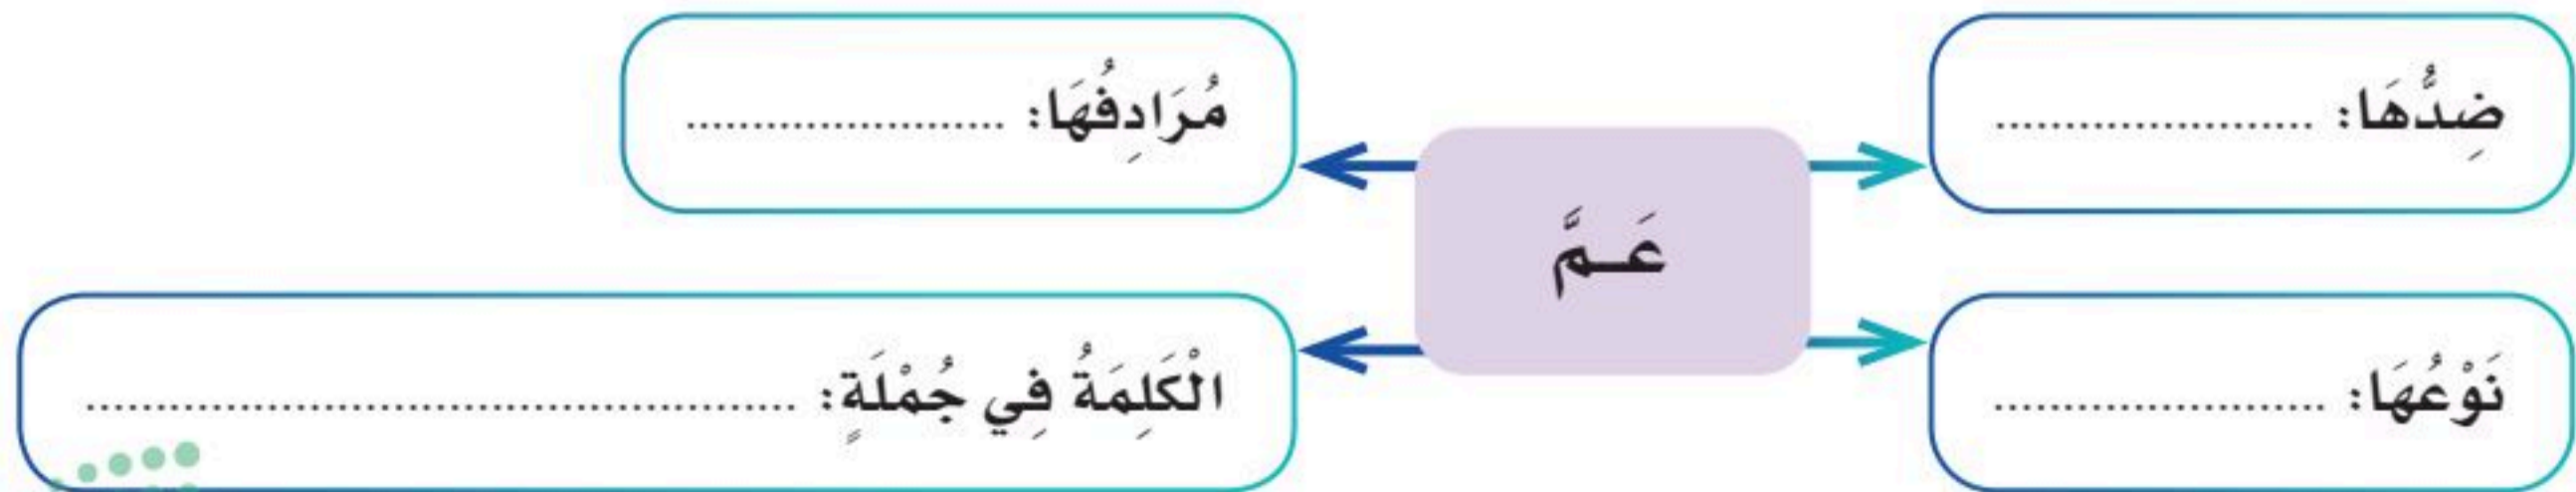 ضِدُّهَا: ........................
مُرَادِفُهَا: ........................
عَـمَّ
نَوْعُهَا: ........................
الْكَلِمَةُ فِي جُمْلَةٍ: ......................................................